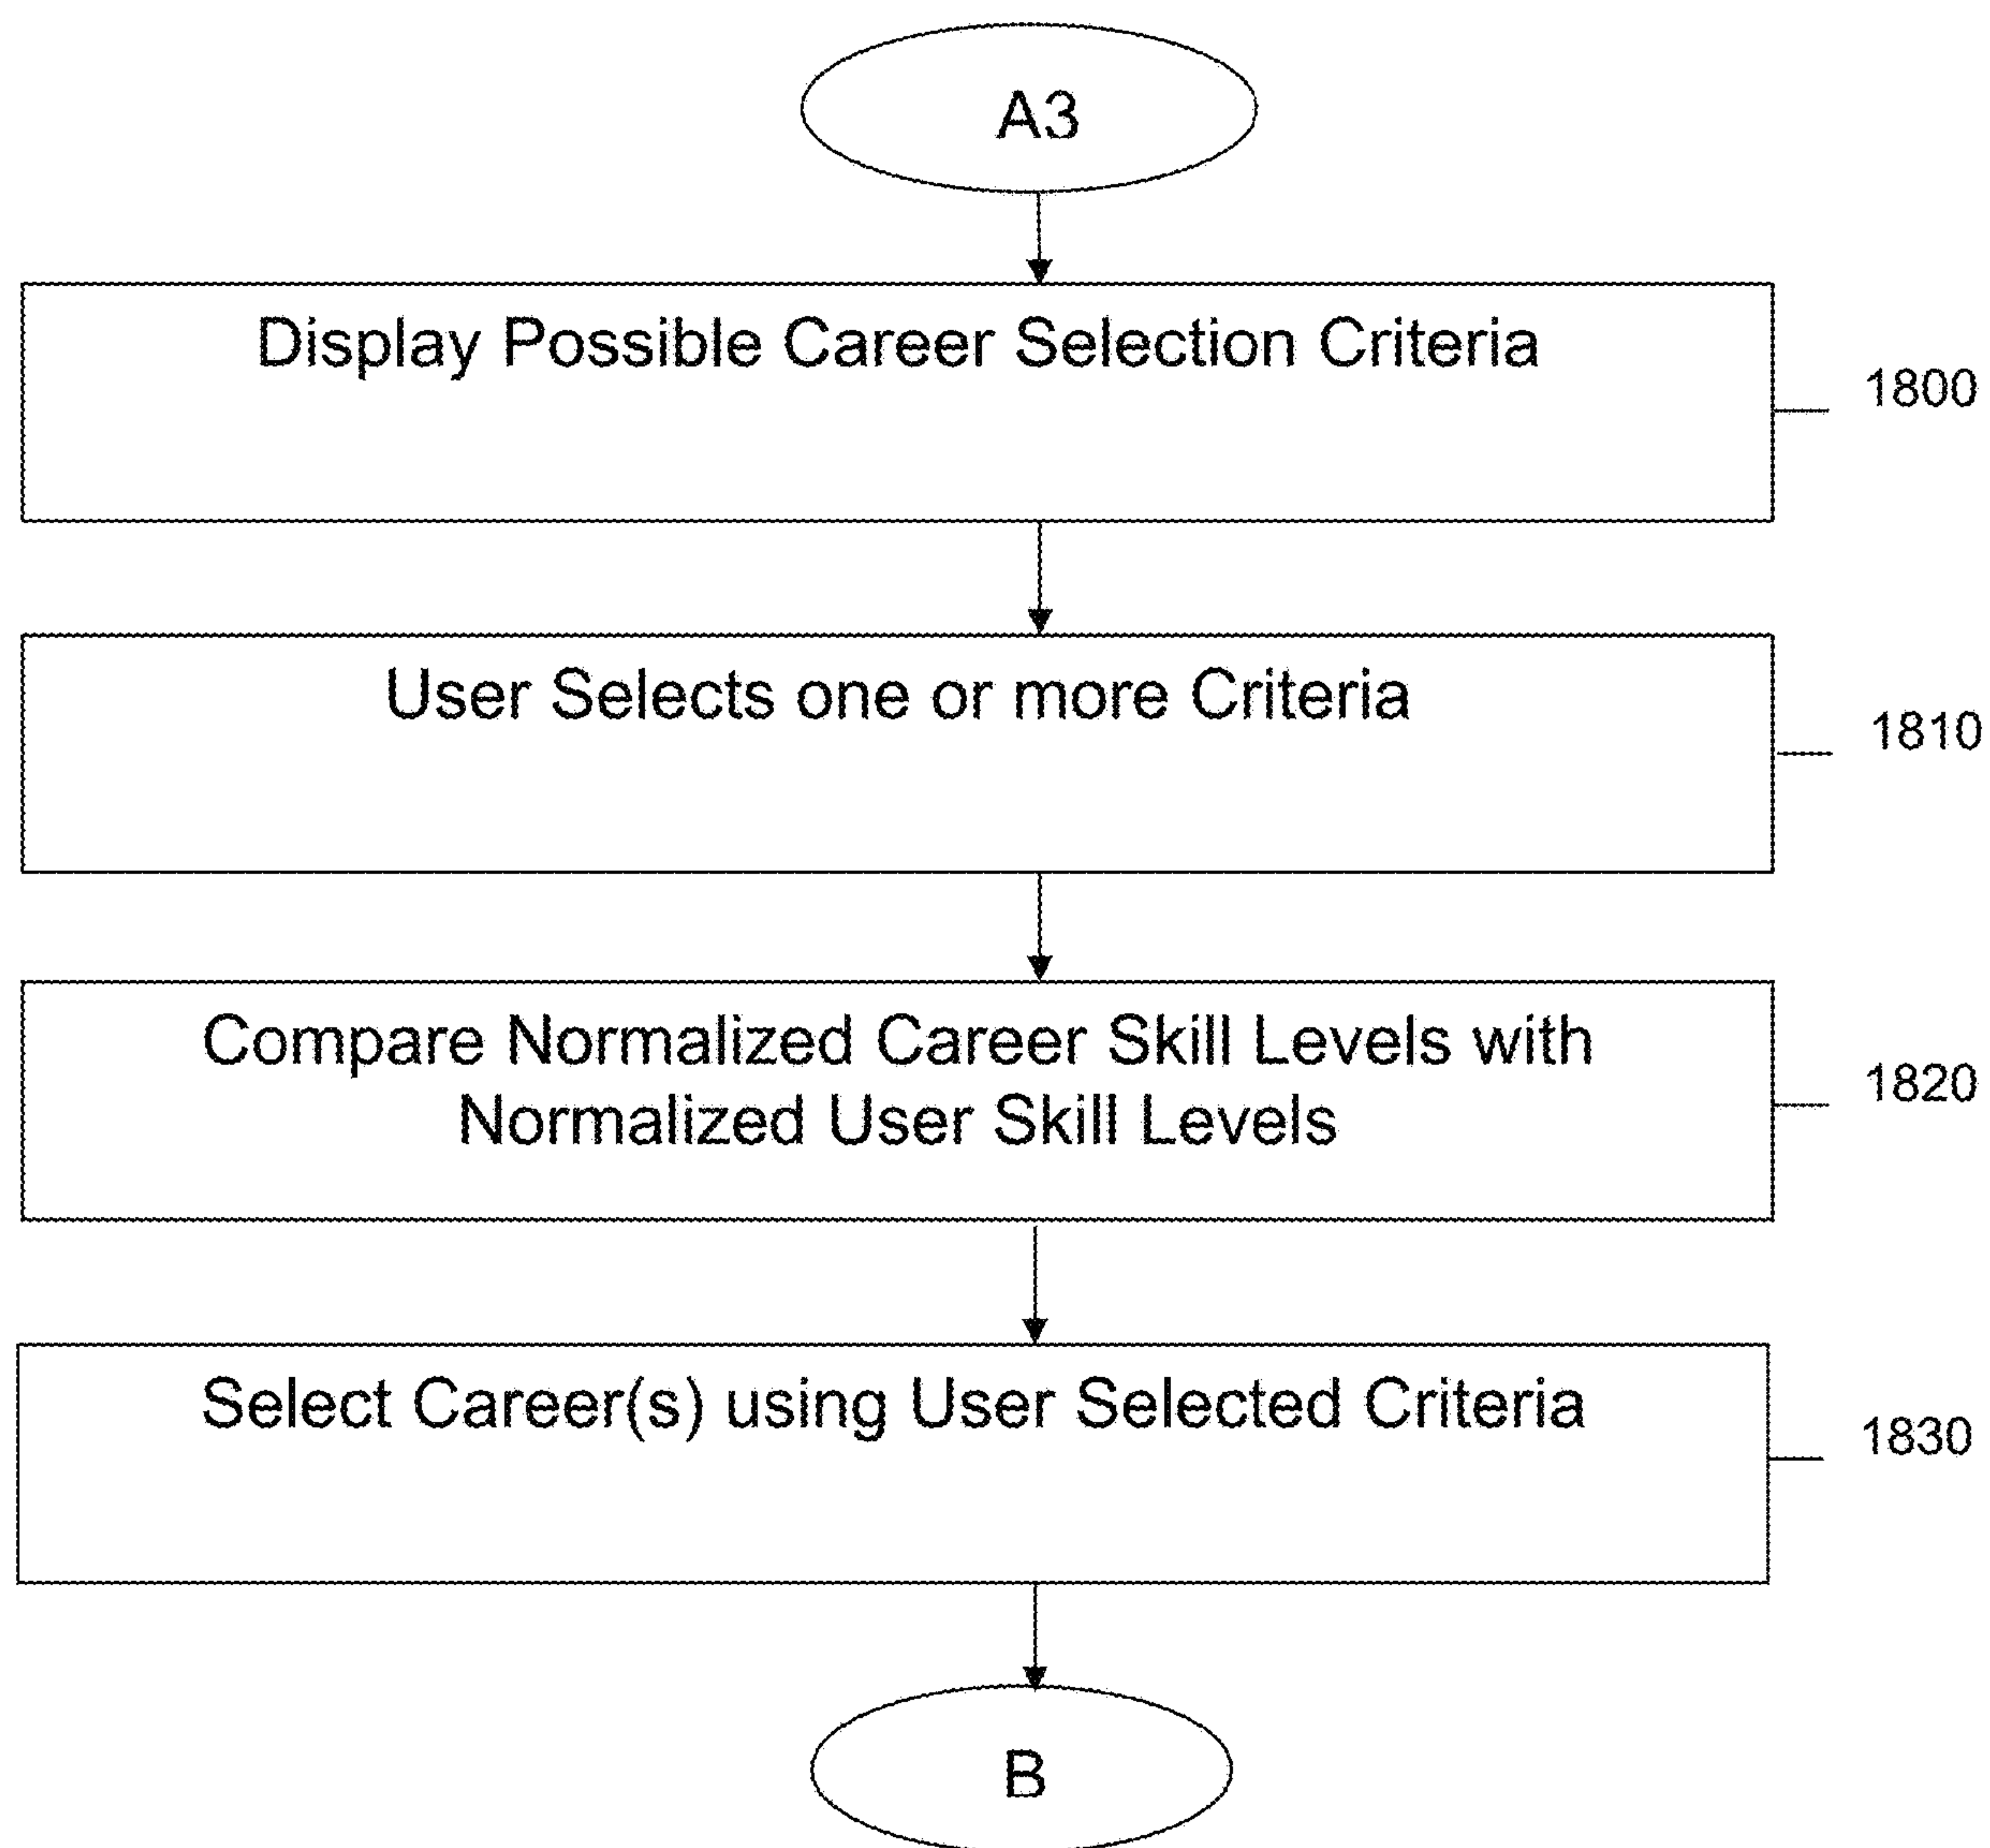 A3
Display Possible Career Selection Criteria
1800
User Selects one or more Criteria
1810
Compare Normalized Career Skill Levels with
Normalized User Skill Levels
1820
Select Career(s) using User Selected Criteria
1830
B